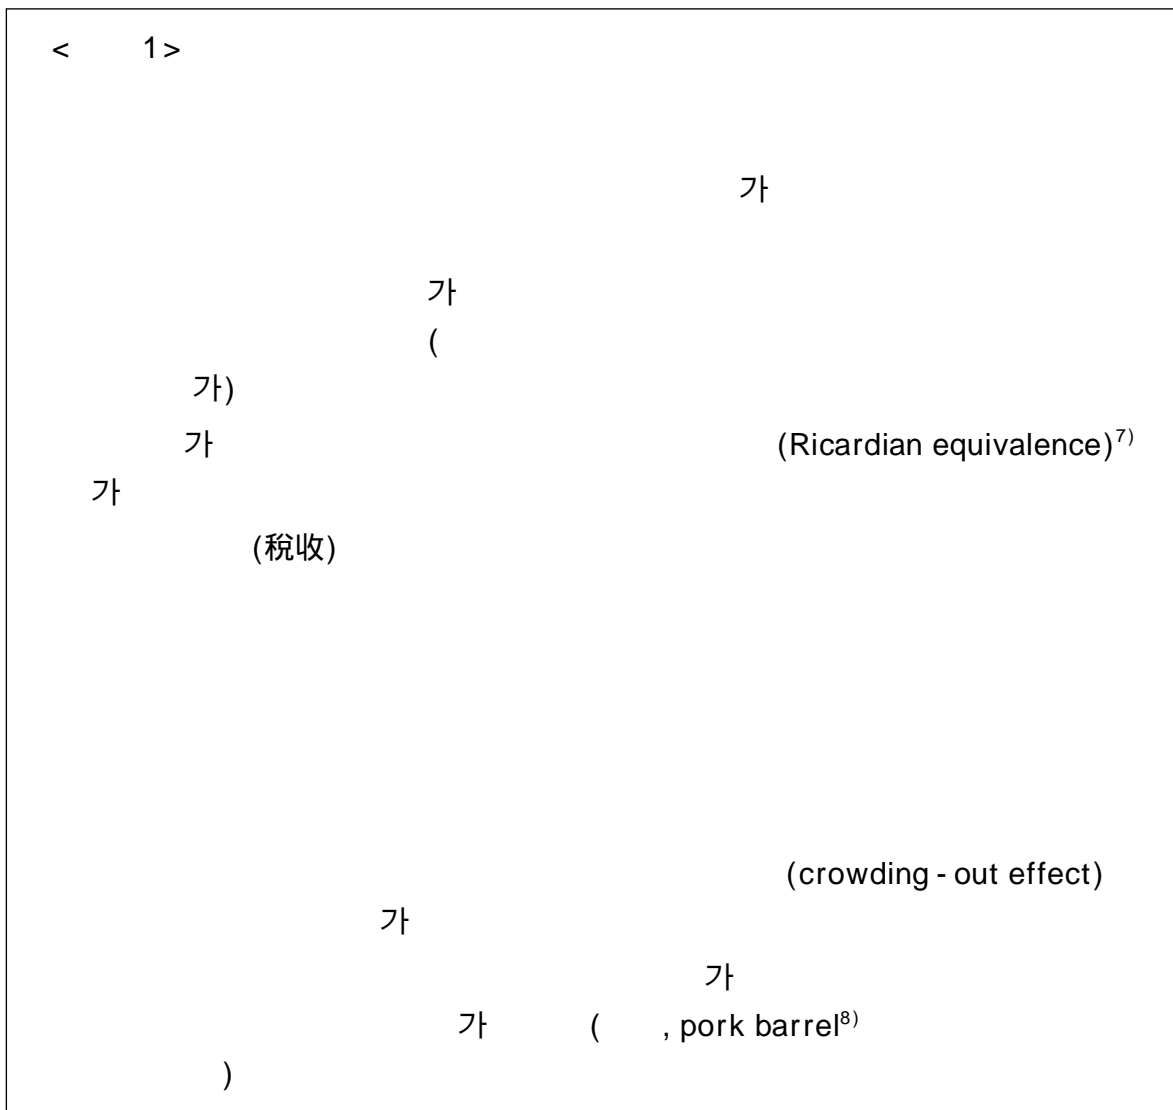 < 1 >
가
가
(
가)
가 (Ricardian equivalence)7)
가
(稅收)
(crowding - out effect)
가
가
가 ( , pork barrel8)
)